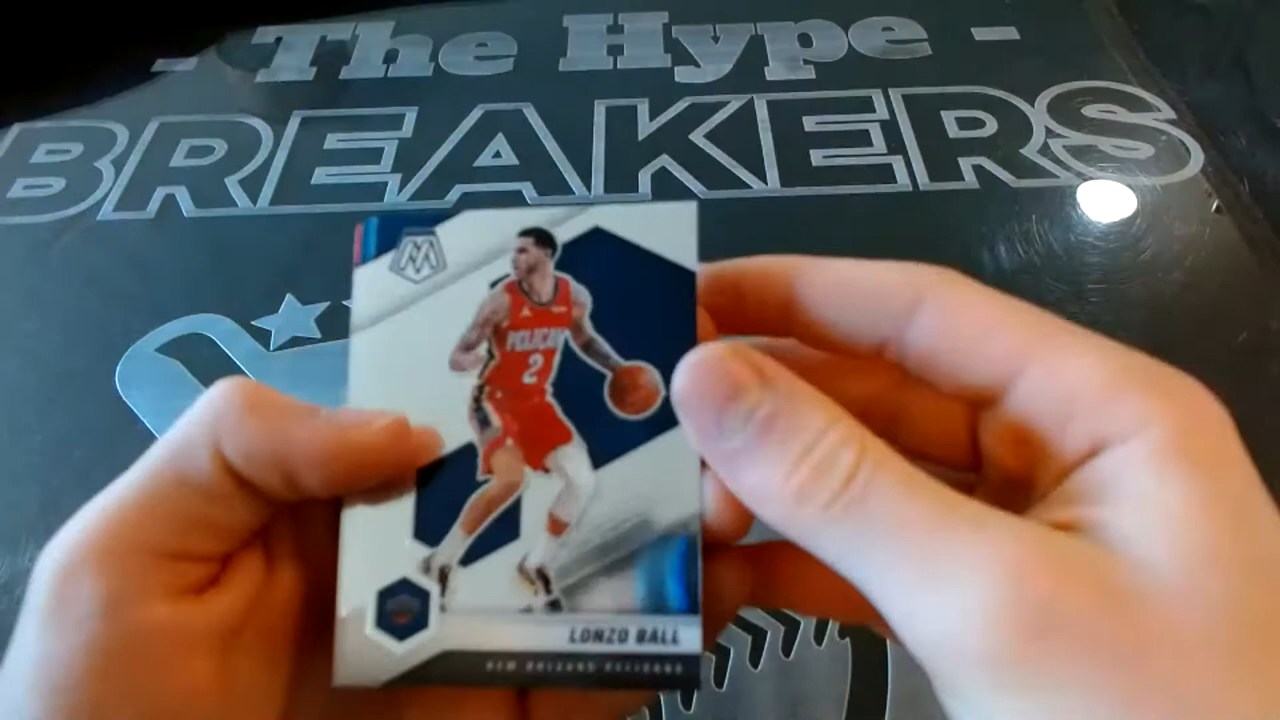 - The Hype -
BREAKERS
PELICANS
2
LONZO BALL
NEW ORLEANS PELICANS